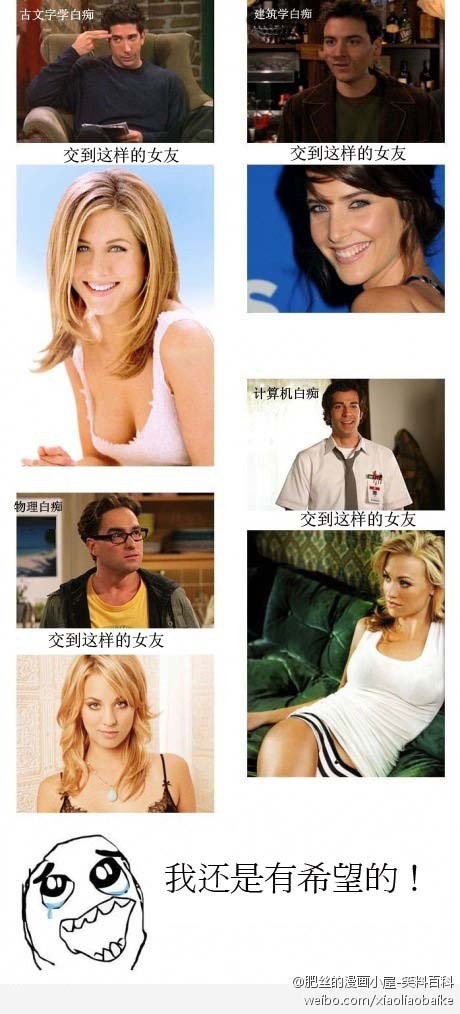 古文字学白痴
交到这样的女友
建筑学白痴
交到这样的女友
计算机白痴
交到这样的女友
物理白痴
交到这样的女友
我还是有希望的！
@肥丝的漫画小屋-笑料百科
weibo.com/xiaoliaobaike